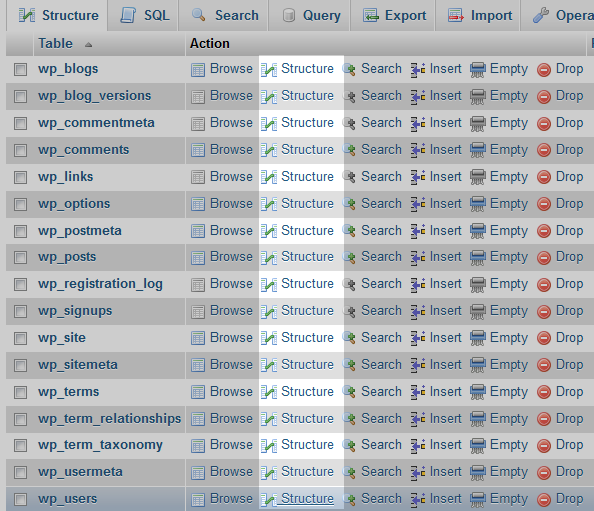 Structure SQL Search Query Export Import Opera
Table Action
wp_blogs Browse Structure Search Insert Empty Drop
wp_blog_versions Browse Structure Search Insert Empty Drop
wp_commentmeta Browse Structure Search Insert Empty Drop
wp_comments Browse Structure Search Insert Empty Drop
wp_links Browse Structure Search Insert Empty Drop
wp_options Browse Structure Search Insert Empty Drop
wp_postmeta Browse Structure Search Insert Empty Drop
wp_posts Browse Structure Search Insert Empty Drop
wp_registration_log Browse Structure Search Insert Empty Drop
wp_signups Browse Structure Search Insert Empty Drop
wp_site Browse Structure Search Insert Empty Drop
wp_sitemeta Browse Structure Search Insert Empty Drop
wp_terms Browse Structure Search Insert Empty Drop
wp_term_relationships Browse Structure Search Insert Empty Drop
wp_term_taxonomy Browse Structure Search Insert Empty Drop
wp_usermeta Browse Structure Search Insert Empty Drop
wp_users Browse Structure Search Insert Empty Drop